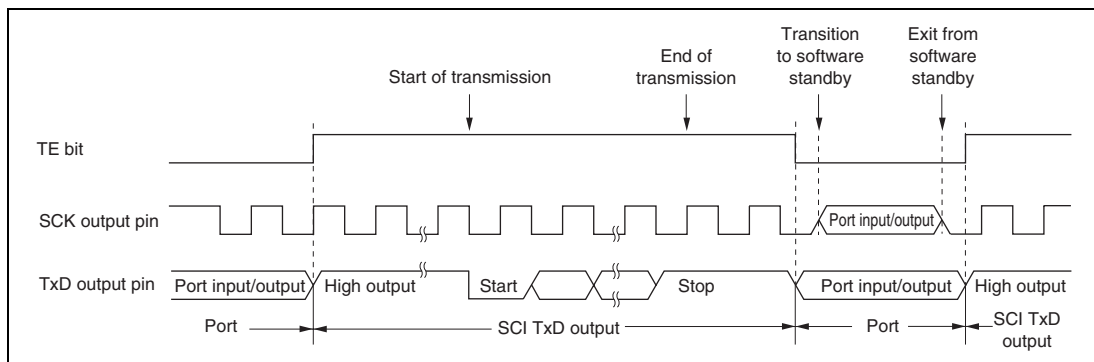 Transition
to software
standby
Exit from
software
standby
Start of transmission
End of
transmission
TE bit
SCK output pin
Port input/output
TxD output pin
Port input/output
High output
Start
Stop
Port input/output
High output
Port
SCI TxD output
Port
SCI TxD
output